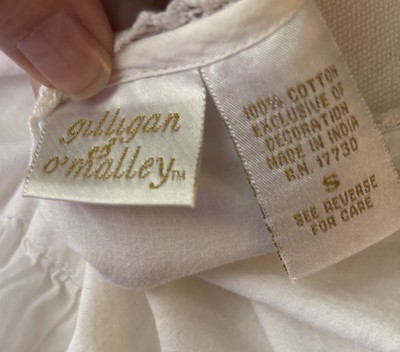 gilligan
&
o'malley™
100% COTTON
EXCLUSIVE OF
DECORATION
MADE IN INDIA
R.N. 17730
S
SEE REVERSE
FOR CARE